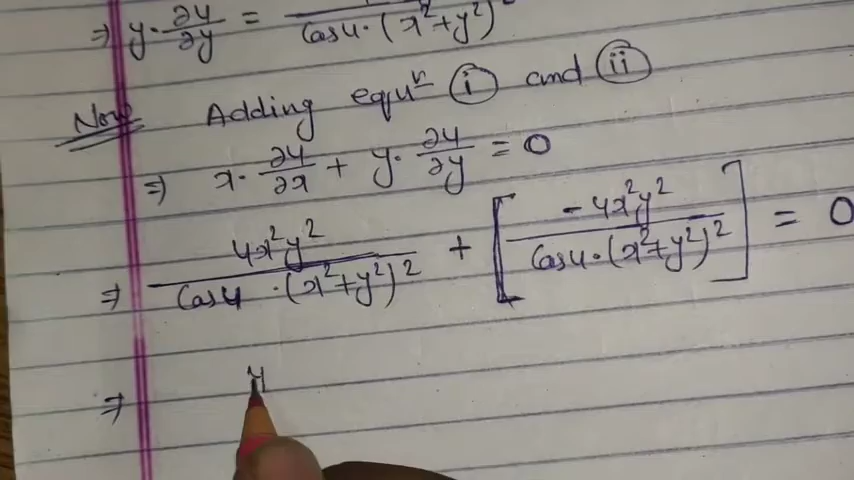 ⇒ y·∂u/∂y = / Cosu·(x²+y²)²
Now Adding equⁿ (i) and (ii)
⇒ x·∂u/∂x + y·∂u/∂y = 0
⇒ 4x²y²/Cosu·(x²+y²)² + [-4x²y²/Cosu·(x²+y²)²] = 0
⇒ 4